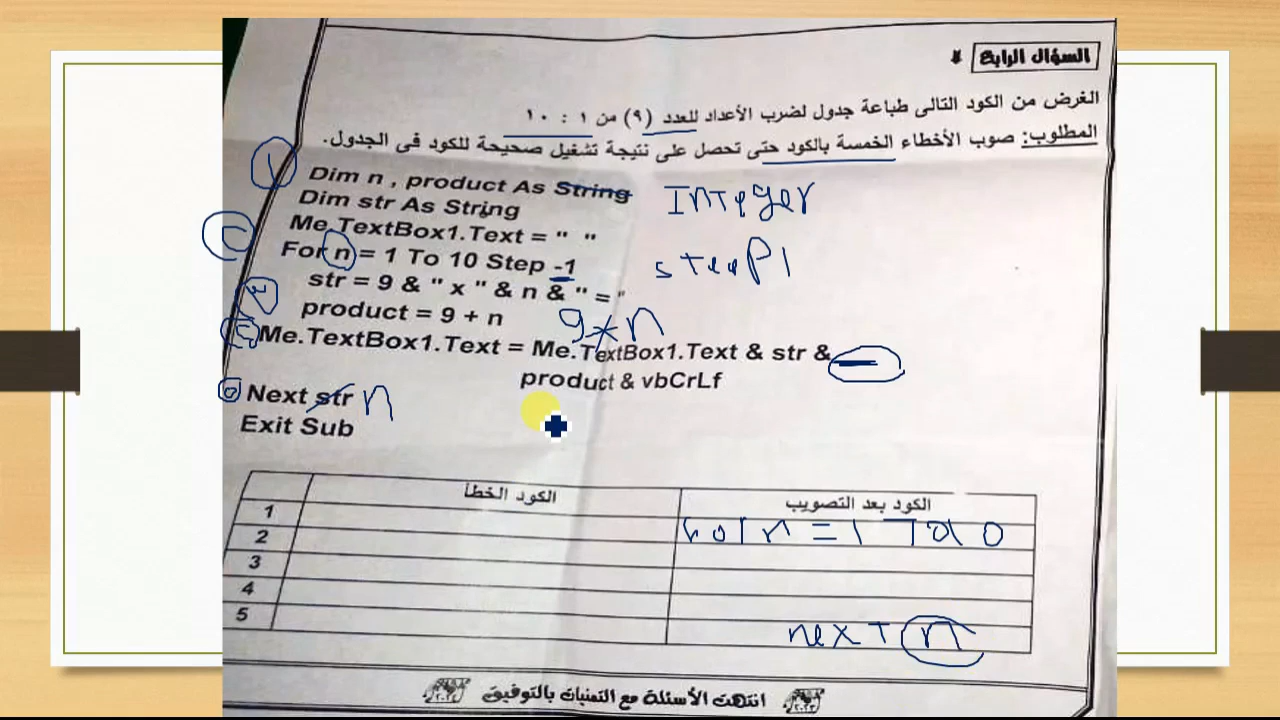 السؤال الرابع
الغرض من الكود التالى طباعة جدول لضرب الأعداد للعدد (٩) من ١ : ١٠
المطلوب: صوب الأخطاء الخمسة بالكود حتى تحصل على نتيجة تشغيل صحيحة للكود فى الجدول.
Dim n , product As String Integer
Dim str As String
Me.TextBox1.Text = " "
For n = 1 To 10 Step -1 step 1
str = 9 & " x " & n & " = "
product = 9 + n 9*n
Me.TextBox1.Text = Me.TextBox1.Text & str & _
product & vbCrLf
Next str n
Exit Sub
الكود الخطأ الكود بعد التصويب
1
2 For n = 1 To
3
4
5 next n
انتهت الأسئلة مع التمنيات بالتوفيق